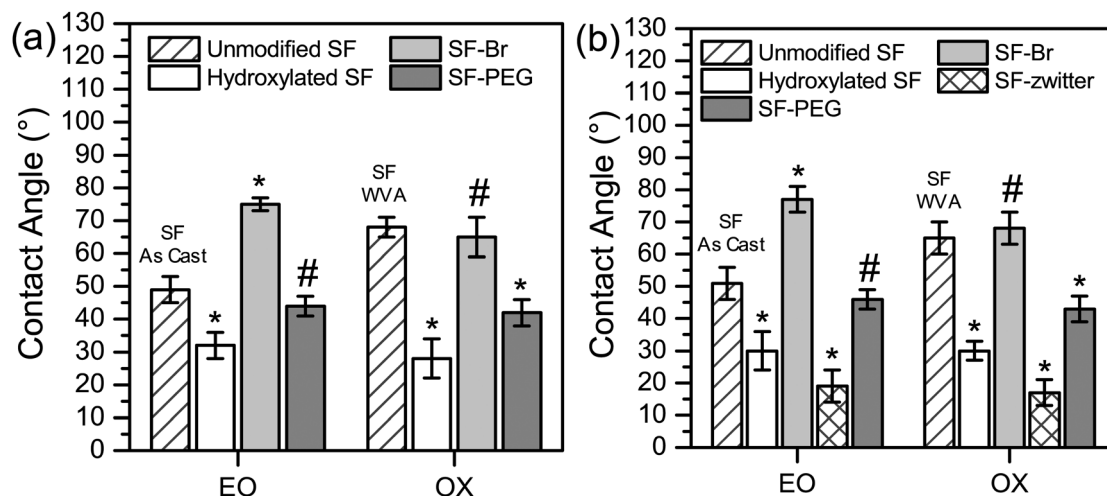 (a)
Contact Angle (°)
130
120
110
100
90
80
70
60
50
40
30
20
10
0
Unmodified SF
SF-Br
Hydroxylated SF
SF-PEG
SF
As Cast
*
*
#
SF
WVA
*
#
*
EO
OX
(b)
Contact Angle (°)
130
120
110
100
90
80
70
60
50
40
30
20
10
0
Unmodified SF
SF-Br
Hydroxylated SF
SF-zwitter
SF-PEG
SF
As Cast
*
*
*
#
SF
WVA
*
#
*
*
EO
OX